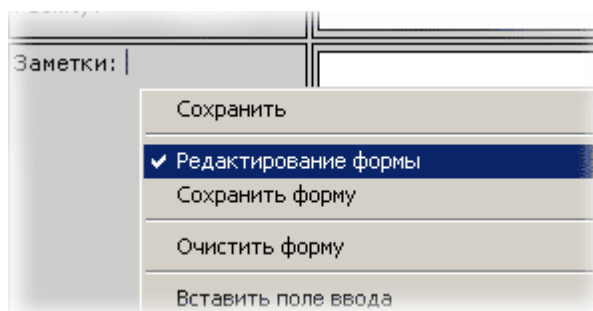 Заметки:
Сохранить
Редактирование формы
Сохранить форму
Очистить форму
Вставить поле ввода